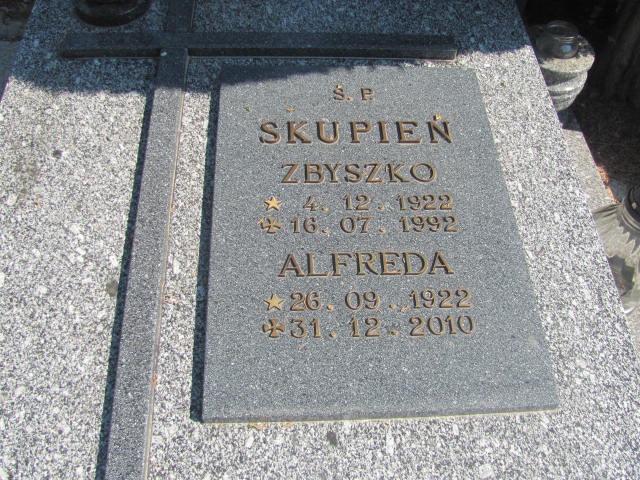 Ś. P.
SKUPIEŃ
ZBYSZKO
4. 12. 1922
16. 07. 1992
ALFREDA
26. 09. 1922
31. 12. 2010